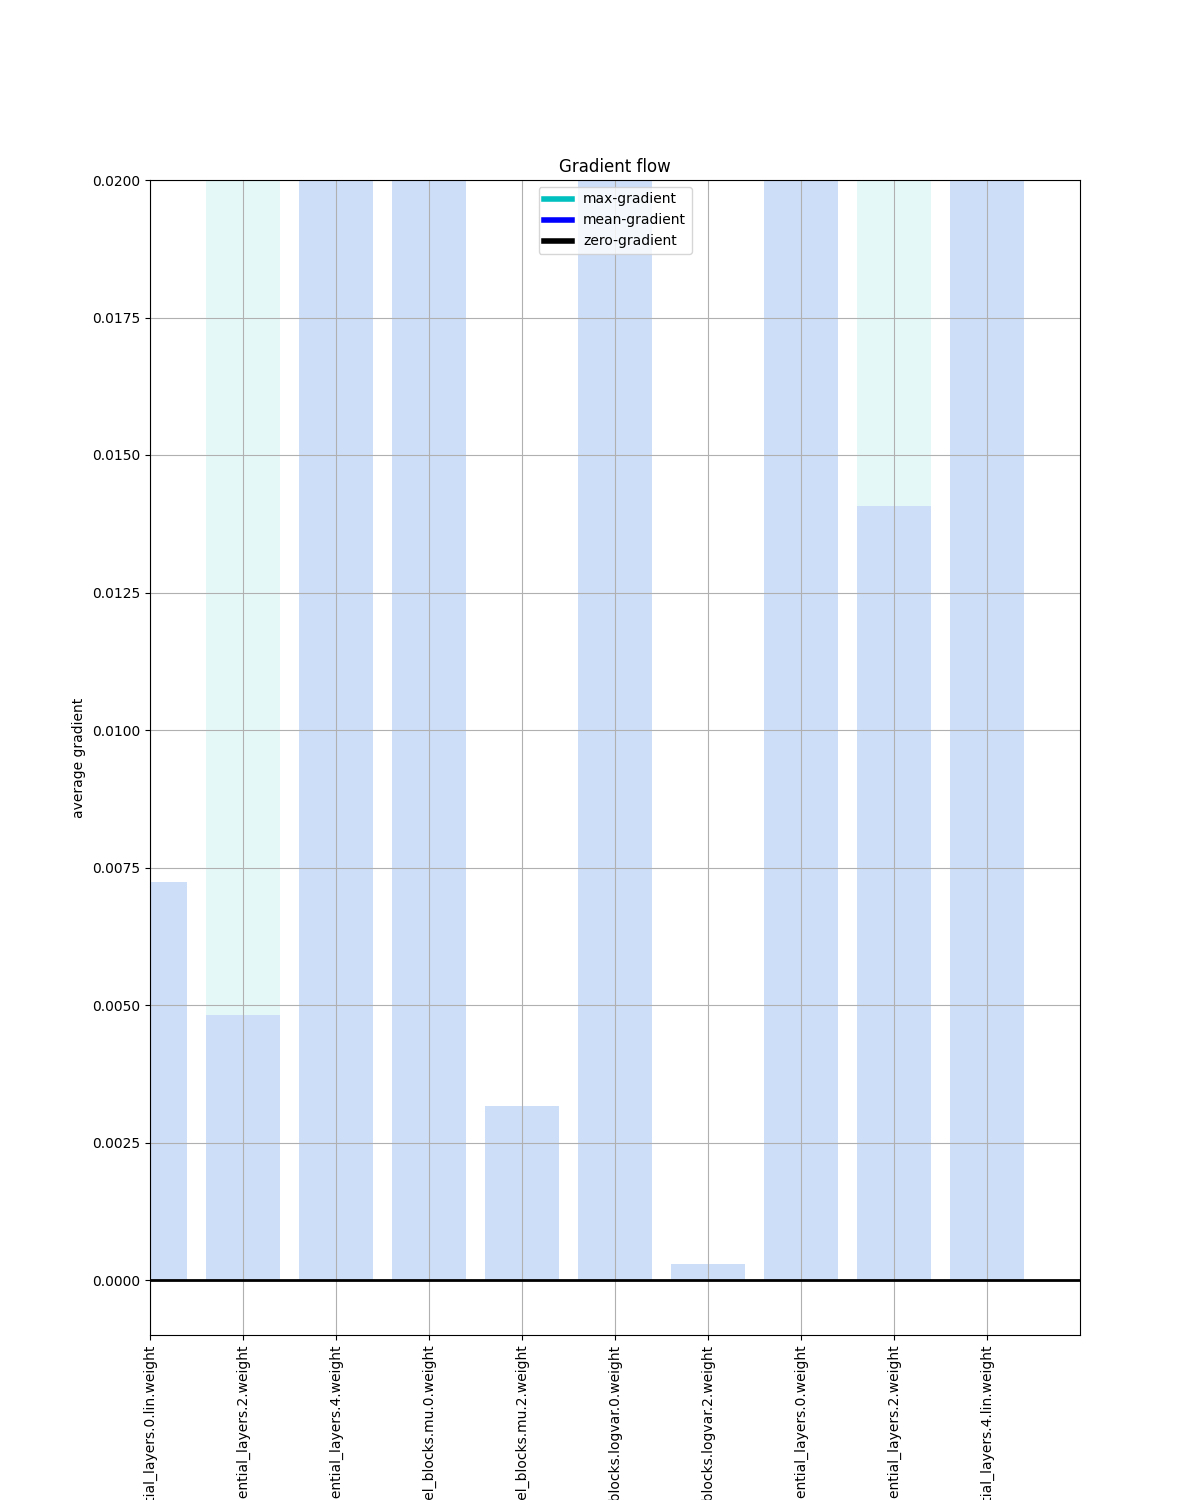 Gradient flow
max-gradient
mean-gradient
zero-gradient
0.0200
0.0175
0.0150
0.0125
0.0100
0.0075
0.0050
0.0025
0.0000
average gradient
tial_layers.0.lin.weight
ential_layers.2.weight
ential_layers.4.weight
el_blocks.mu.0.weight
el_blocks.mu.2.weight
blocks.logvar.0.weight
blocks.logvar.2.weight
ential_layers.0.weight
ential_layers.2.weight
tial_layers.4.lin.weight